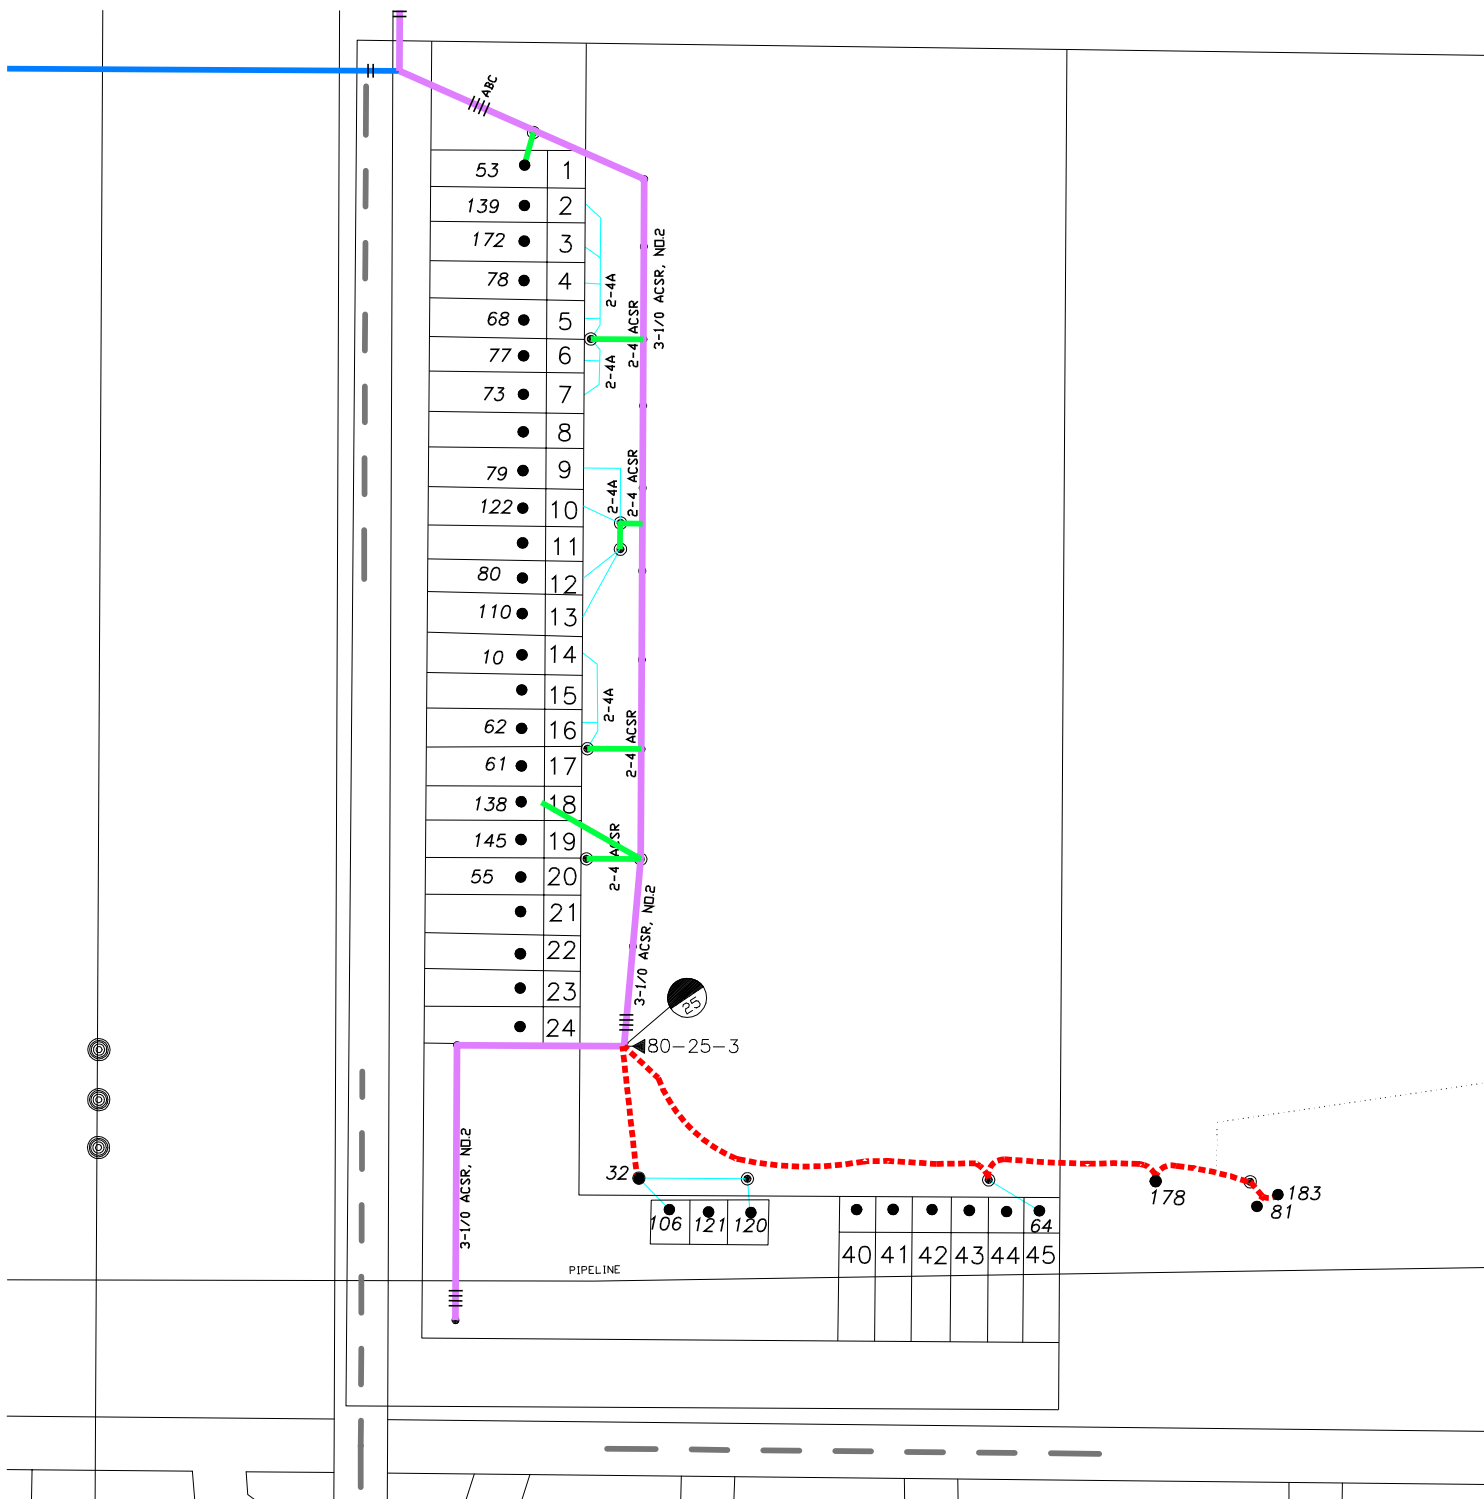 ABC
53 1
139 2
172 3
3-1/0 ACSR, NO.2
78 4
2-4A
68 5
2-4 ACSR
77 6
2-4A
73 7
8
79 9
2-4A
2-4 ACSR
122 10
11
80 12
110 13
10 14
15
2-4A
62 16
2-4 ACSR
61 17
138 18
145 19
2-4 ACSR
55 20
21
3-1/0 ACSR, NO.2
22
23
25
24
80-25-3
3-1/0 ACSR, NO.2
32
178
183
81
106 121 120
64
40 41 42 43 44 45
PIPELINE